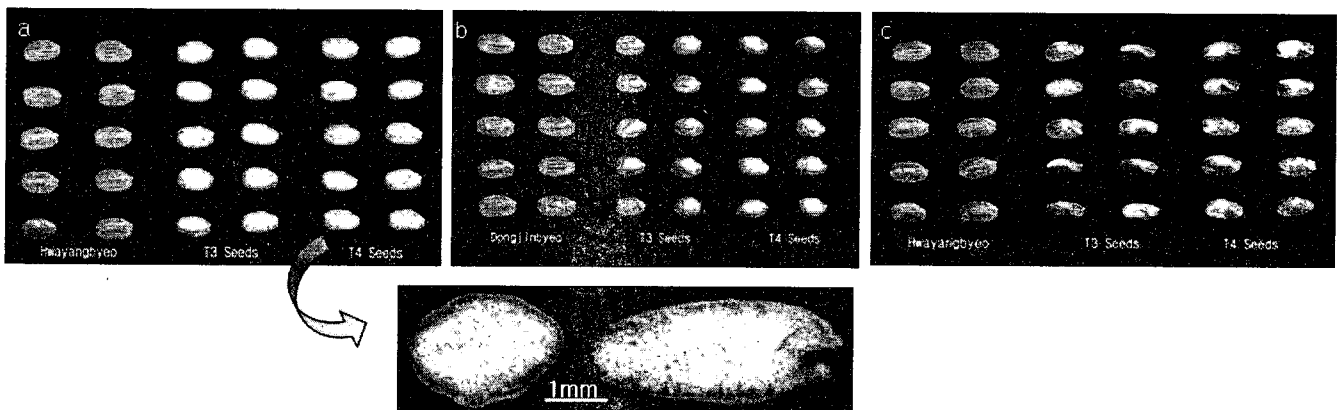 a
Hwayangbyeo T3 Seeds T4 Seeds
b
Dongjinbyeo T3 Seeds T4 Seeds
c
Hwayangbyeo T3 Seeds T4 Seeds
1mm